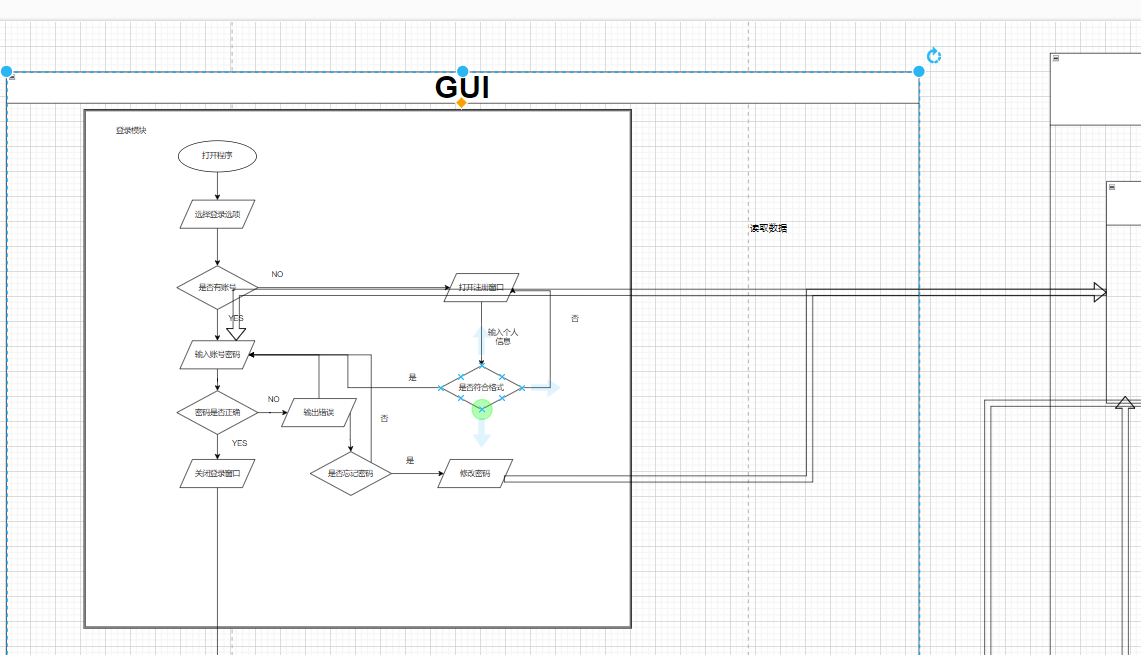 GUI
登录模块
打开程序
选择登录选项
读取数据
NO
是否有账号
打开注册窗口
YES
否
输入个人
信息
输入账号密码
是
是否符合格式
NO
密码是否正确
输出错误
否
YES
是
关闭登录窗口
是否忘记密码
修改密码